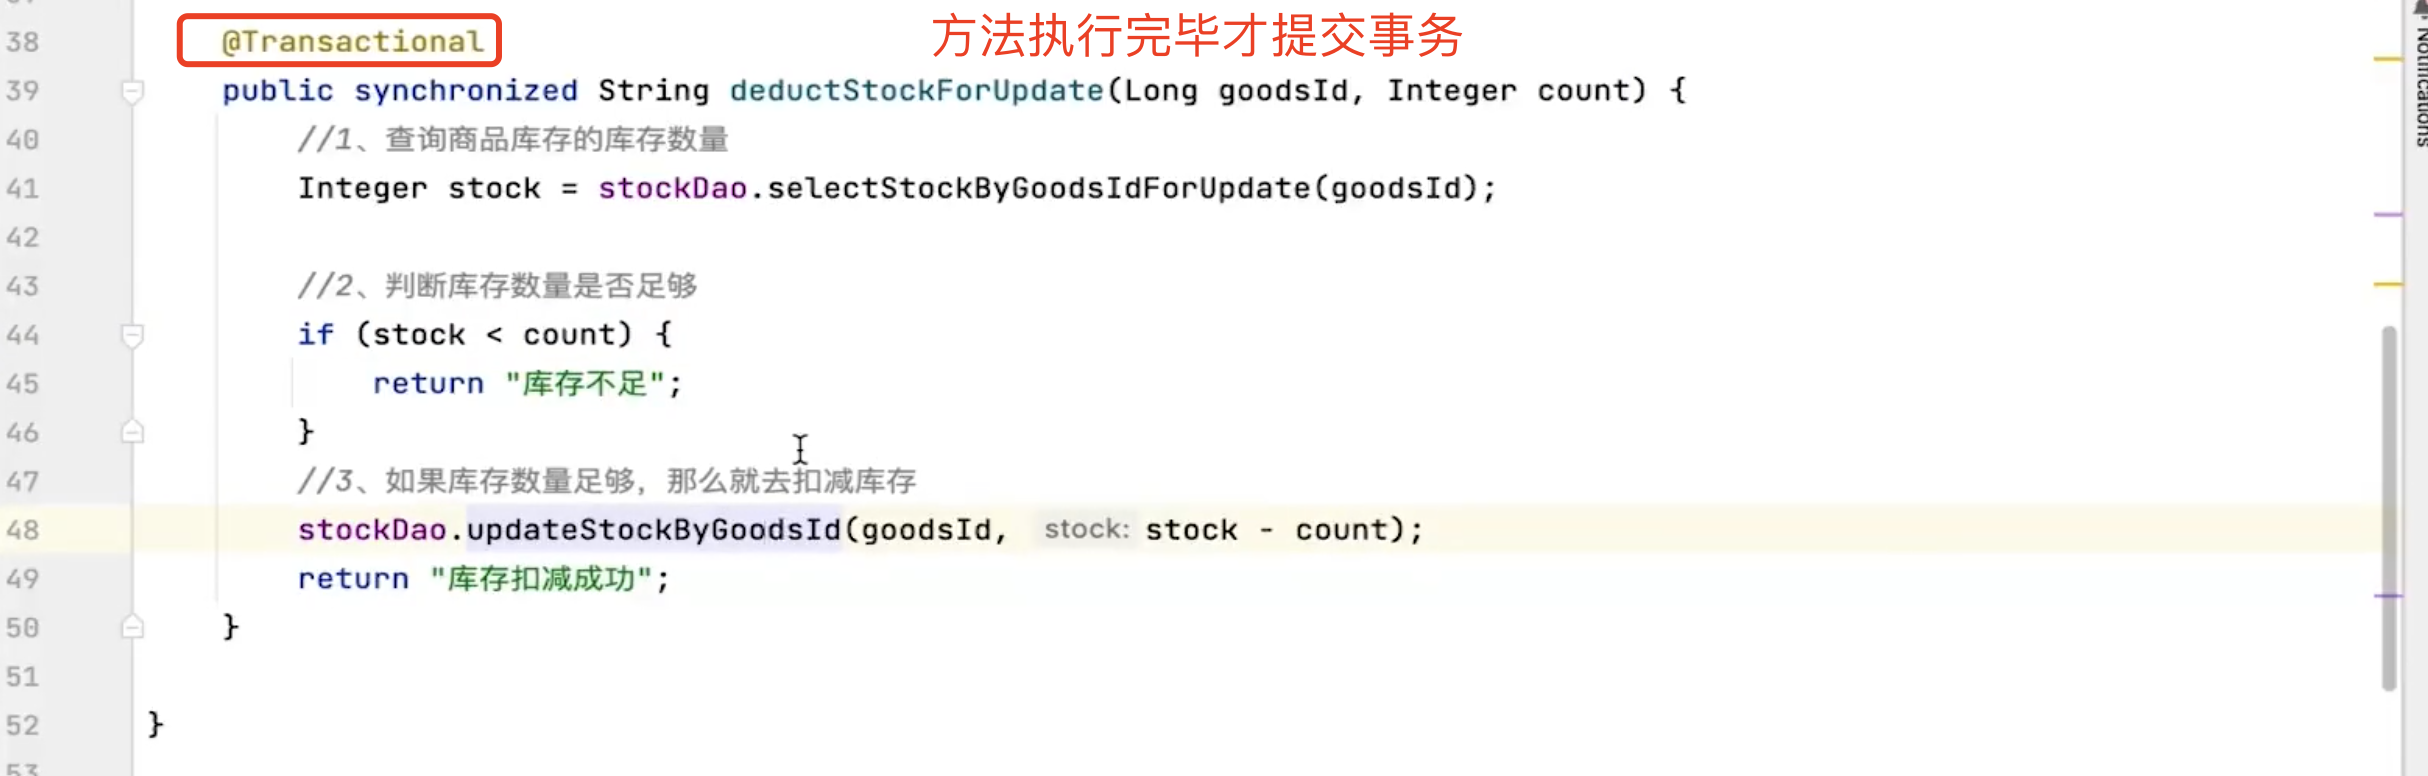 38 @Transactional 方法执行完毕才提交事务
39 public synchronized String deductStockForUpdate(Long goodsId, Integer count) {
40 //1、查询商品库存的库存数量
41 Integer stock = stockDao.selectStockByGoodsIdForUpdate(goodsId);
42
43 //2、判断库存数量是否足够
44 if (stock < count) {
45 return "库存不足";
46 }
47 //3、如果库存数量足够，那么就去扣减库存
48 stockDao.updateStockByGoodsId(goodsId, stock: stock - count);
49 return "库存扣减成功";
50 }
51
52 }
53
Notifications